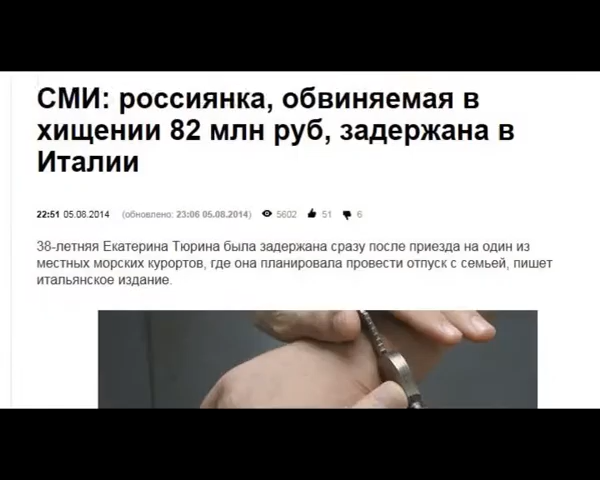 СМИ: россиянка, обвиняемая в
хищении 82 млн руб, задержана в
Италии
22:51 05.08.2014 (обновлено: 23:06 05.08.2014) 5602 51 6
38-летняя Екатерина Тюрина была задержана сразу после приезда на один из
местных морских курортов, где она планировала провести отпуск с семьей, пишет
итальянское издание.